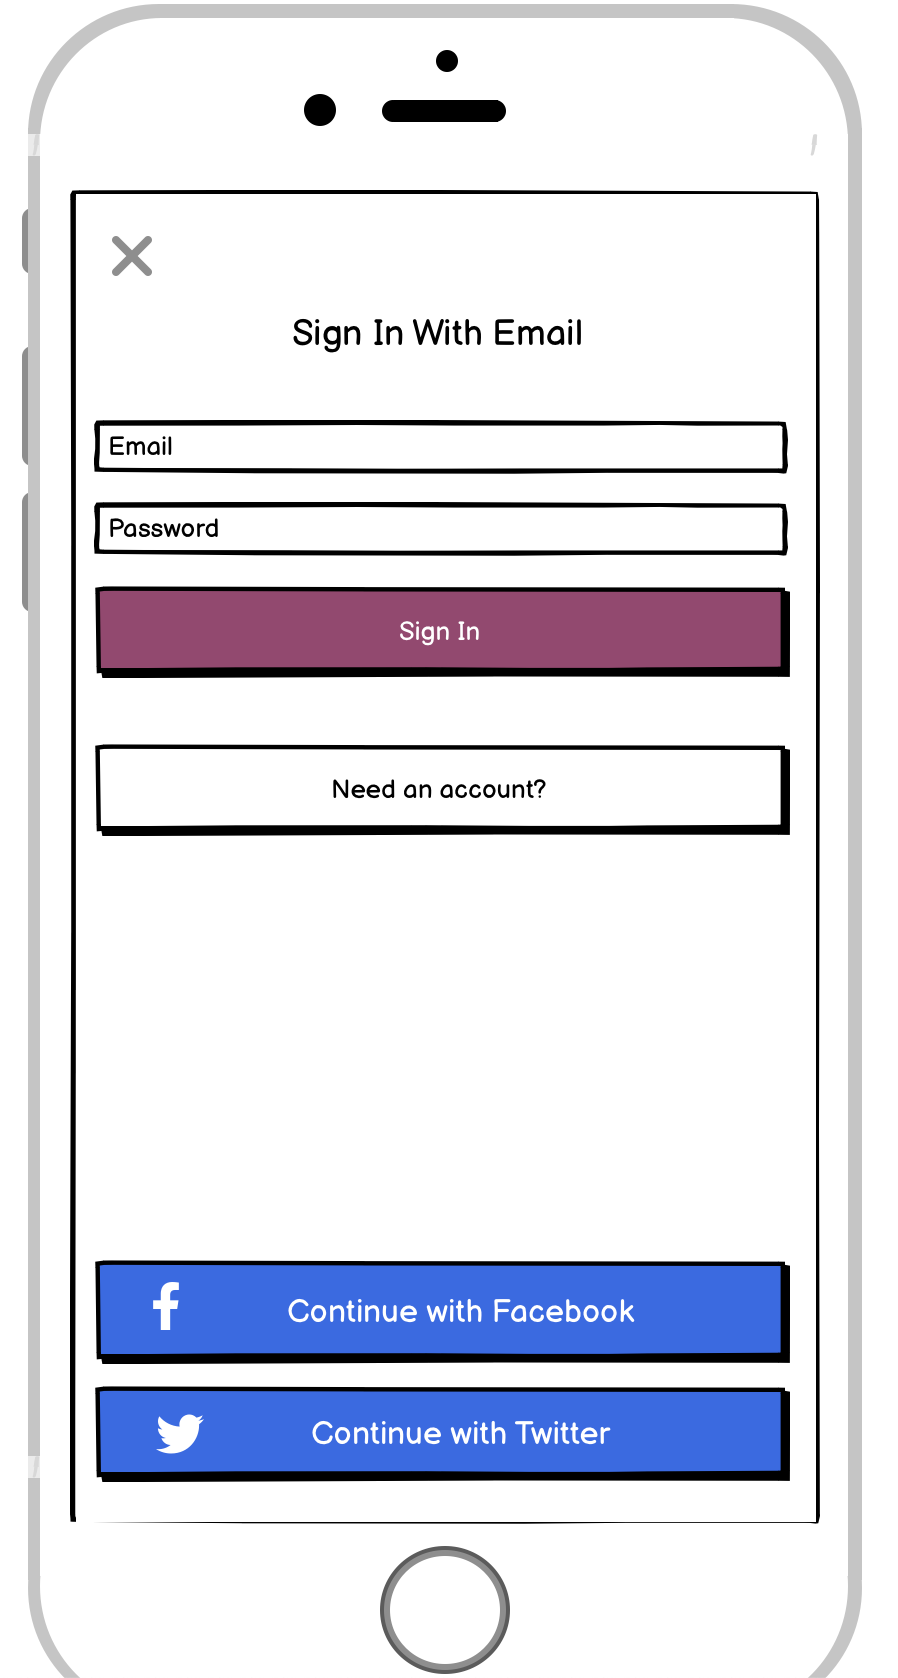 Sign In With Email
Email
Password
Sign In
Need an account?
Continue with Facebook
Continue with Twitter